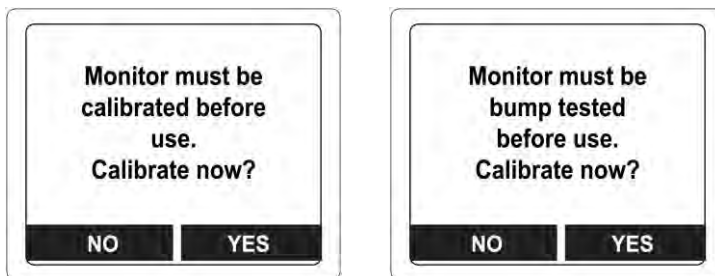 Monitor must be
calibrated before
use.
Calibrate now?
NO YES
Monitor must be
bump tested
before use.
Calibrate now?
NO YES